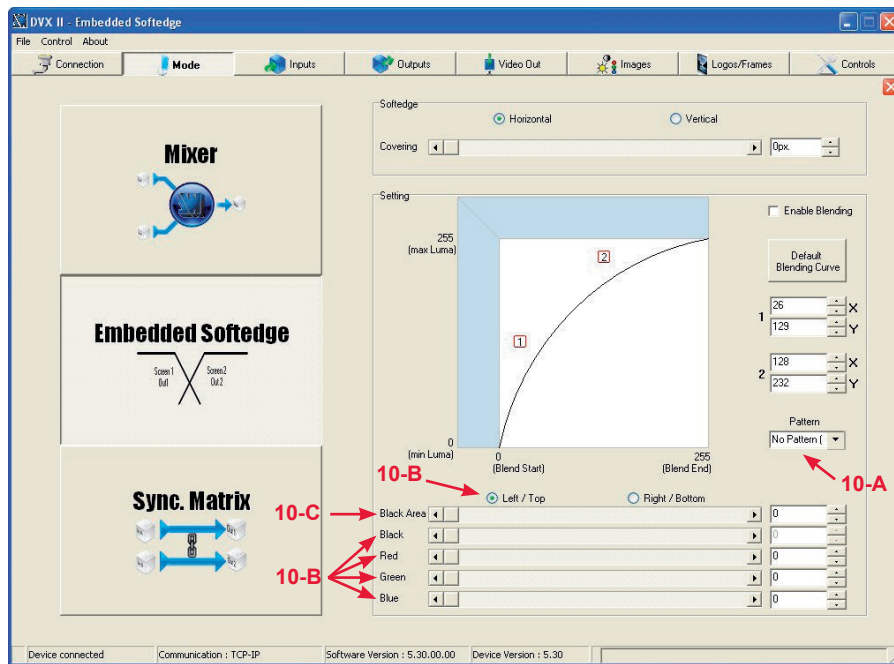 DVX II - Embedded Softedge
File Control About
Connection Mode Inputs Outputs Video Out Images Logos/Frames Controls
Mixer
Embedded Softedge
Screen 1 Out1
Screen 2 Out 2
Sync. Matrix
Out1
Out2
Softedge
Horizontal Vertical
Covering 0px.
Setting
Enable Blending
255
(max Luma)
2
1
Default
Blending Curve
1 26 X
129 Y
2 128 X
232 Y
Pattern
No Pattern (
10-A
0
(min Luma)
0
(Blend Start)
255
(Blend End)
10-B
Left / Top Right / Bottom
10-C Black Area 0
Black 0
Red 0
10-B
Green 0
Blue 0
Device connected Communication : TCP-IP Software Version : 5.30.00.00 Device Version : 5.30